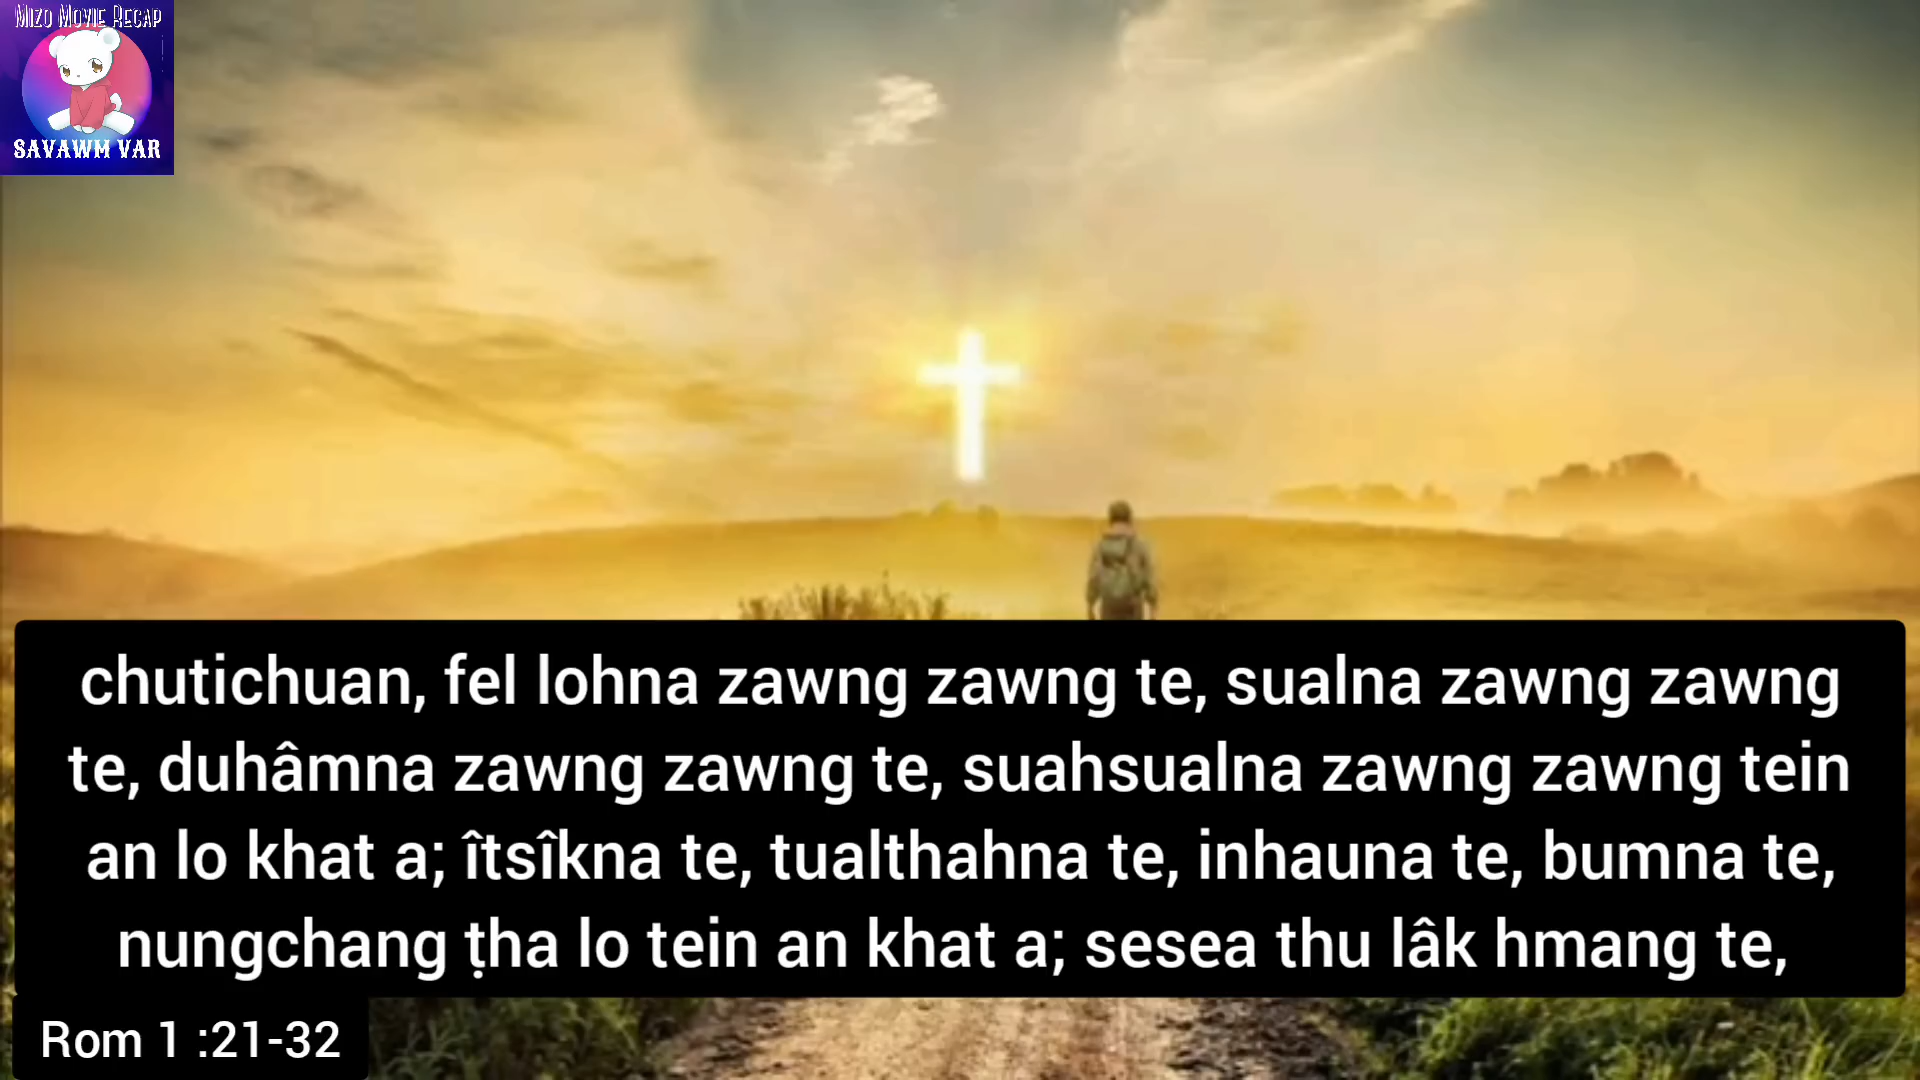 MIZO MOVIE RECAP
SAVAWM VAR
chutichuan, fel lohna zawng zawng te, sualna zawng zawng
te, duhâmna zawng zawng te, suahsualna zawng zawng tein
an lo khat a; îtsîkna te, tualthahna te, inhauna te, bumna te,
nungchang ṭha lo tein an khat a; sesea thu lâk hmang te,
Rom 1 :21-32